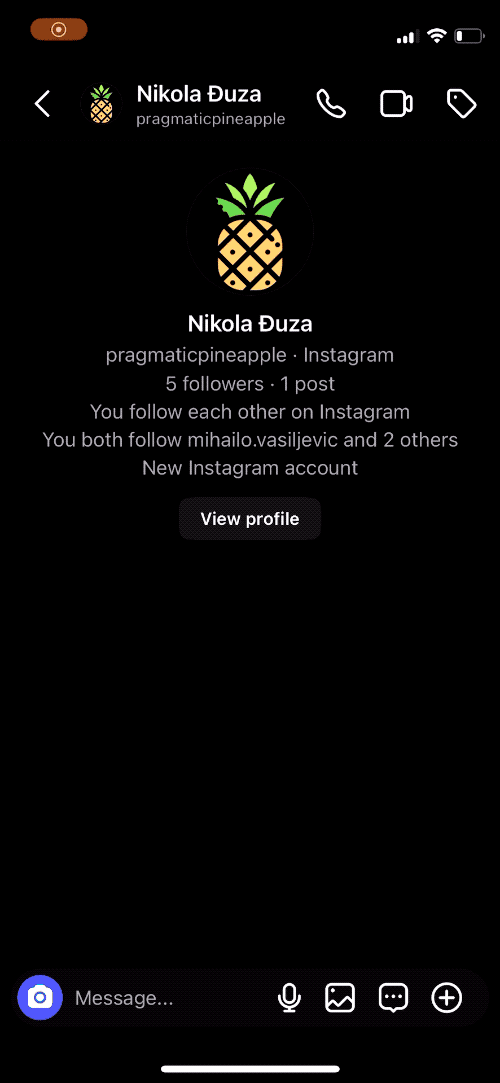 Nikola Đuza
pragmaticpineapple
Nikola Đuza
pragmaticpineapple · Instagram
5 followers · 1 post
You follow each other on Instagram
You both follow mihailo.vasiljevic and 2 others
New Instagram account
View profile
Message...